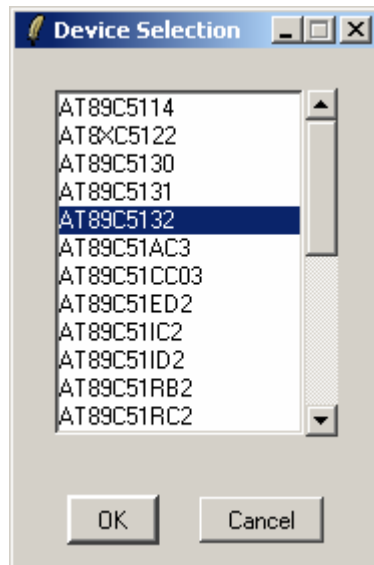 Device Selection
AT89C5114
AT8XC5122
AT89C5130
AT89C5131
AT89C5132
AT89C51AC3
AT89C51CC03
AT89C51ED2
AT89C51IC2
AT89C51ID2
AT89C51RB2
AT89C51RC2
OK Cancel